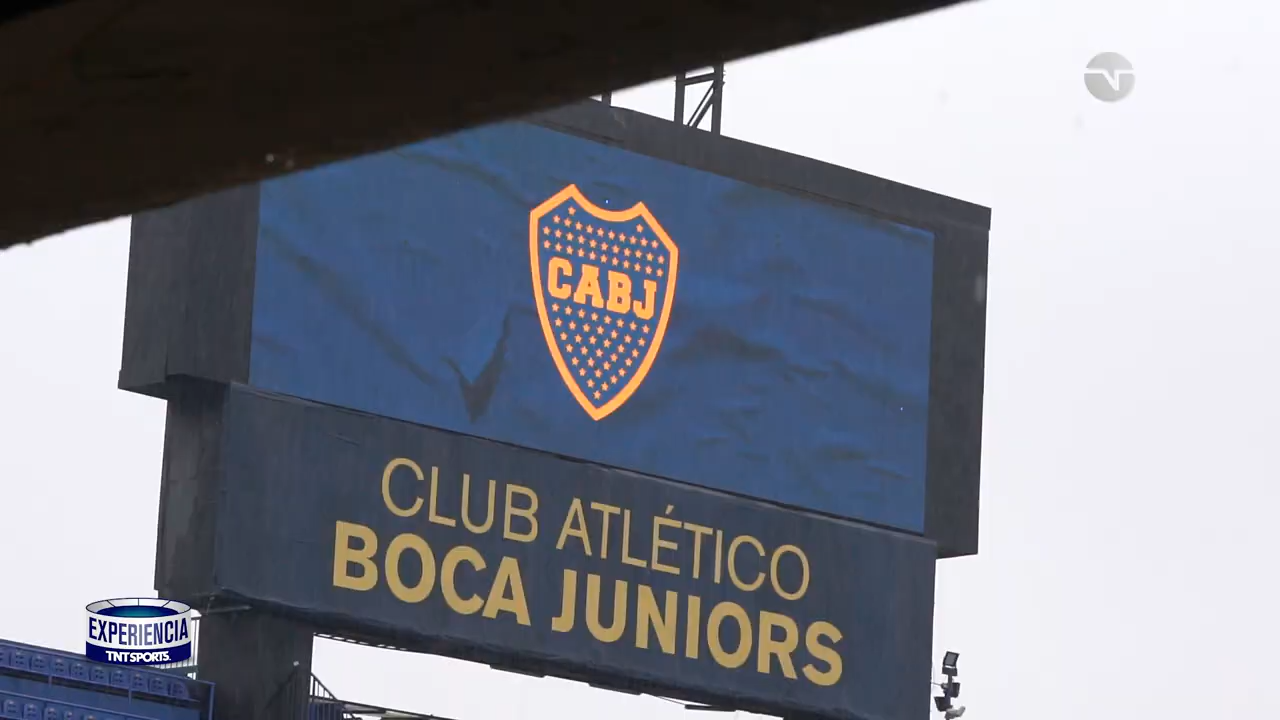 CABJ
CLUB ATLÉTICO
BOCA JUNIORS
EXPERIENCIA
TNT SPORTS.